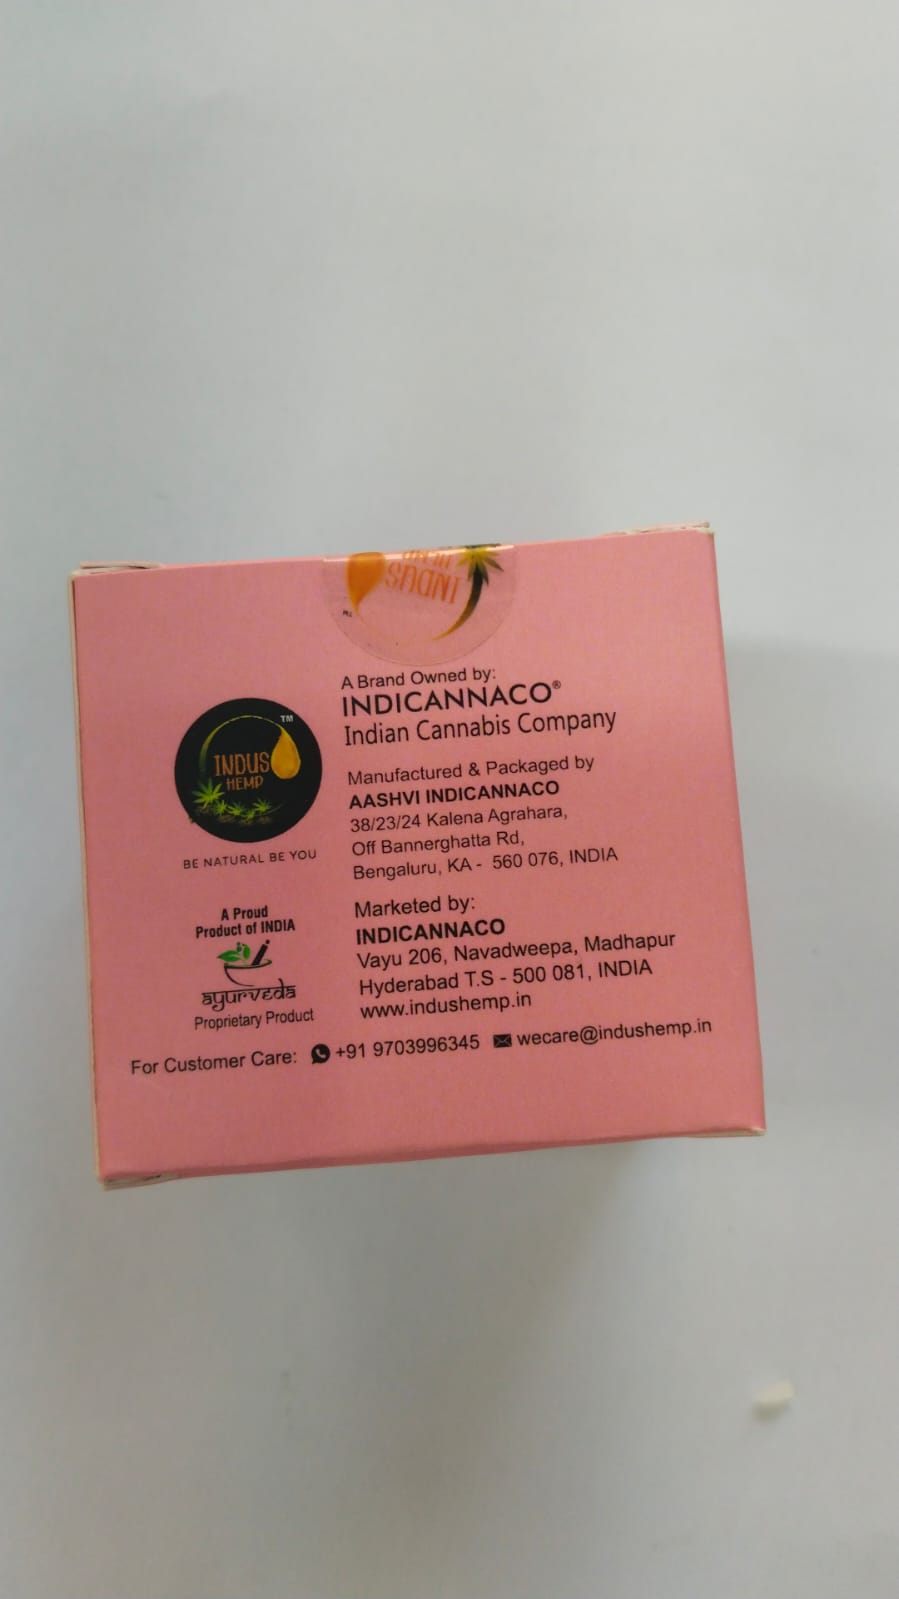 INDUS
HEMP
TM
A Brand Owned by:
INDICANNACO®
Indian Cannabis Company
TM
INDUS
HEMP
BE NATURAL BE YOU
Manufactured & Packaged by
AASHVI INDICANNACO
38/23/24 Kalena Agrahara,
Off Bannerghatta Rd,
Bengaluru, KA - 560 076, INDIA
A Proud
Product of INDIA
ayurveda
Proprietary Product
Marketed by:
INDICANNACO
Vayu 206, Navadweepa, Madhapur
Hyderabad T.S - 500 081, INDIA
www.indushemp.in
For Customer Care: +91 9703996345 wecare@indushemp.in